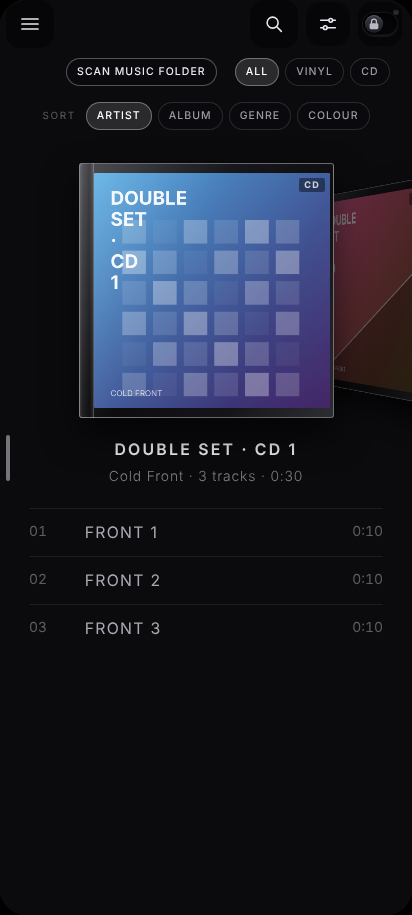 SCAN MUSIC FOLDER ALL VINYL CD
SORT ARTIST ALBUM GENRE COLOUR
CD
DOUBLE
SET
·
CD
1
COLD FRONT
DOUBLE SET · CD 1
Cold Front · 3 tracks · 0:30
01 FRONT 1 0:10
02 FRONT 2 0:10
03 FRONT 3 0:10